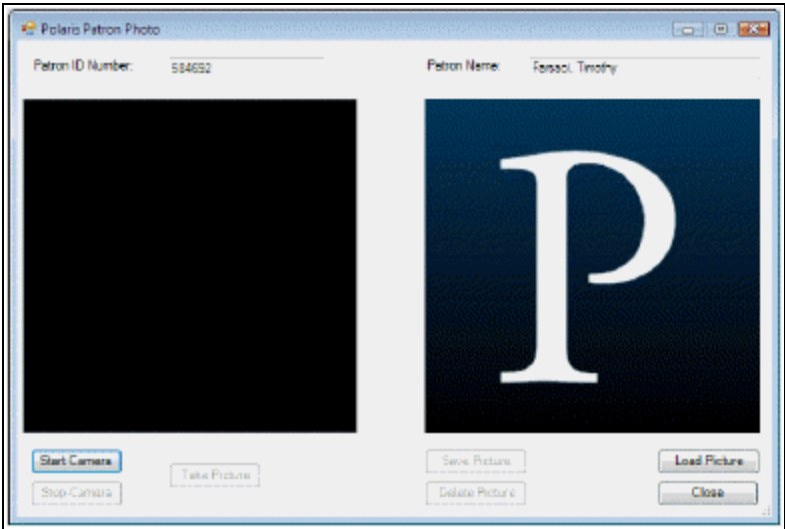 Polaris Patron Photo
Patron ID Number: 584692
Patron Name: Timothy
P
Start Camera
Take Picture
Stop Camera
Save Picture
Delete Picture
Load Picture
Close